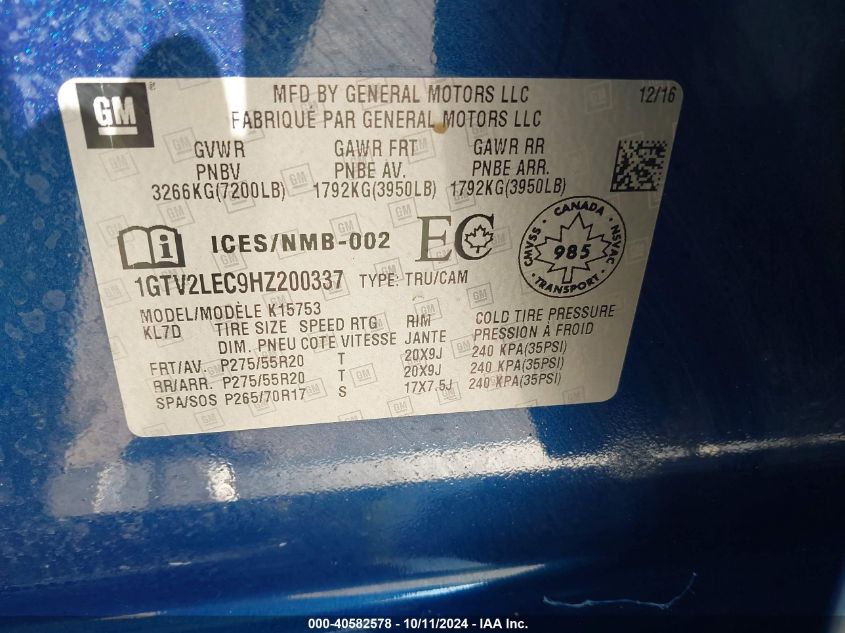 GM
MFD BY GENERAL MOTORS LLC 12/16
FABRIQUÉ PAR GENERAL MOTORS LLC
GVWR GAWR FRT GAWR RR
PNBV PNBE AV. PNBE ARR.
3266KG(7200LB) 1792KG(3950LB) 1792KG(3950LB)
ICES/NMB-002 EC
CANADA
CMVSS 985 NSVAC
TRANSPORT
1GTV2LEC9HZ200337 TYPE: TRU/CAM
MODEL/MODÈLE K15753
KL7D TIRE SIZE SPEED RTG RIM COLD TIRE PRESSURE
DIM. PNEU COTE VITESSE JANTE PRESSION À FROID
FRT/AV. P275/55R20 T 20X9J 240 KPA(35PSI)
RR/ARR. P275/55R20 T 20X9J 240 KPA(35PSI)
SPA/SOS P265/70R17 S 17X7.5J 240 KPA(35PSI)
000-40582578 - 10/11/2024 - IAA Inc.